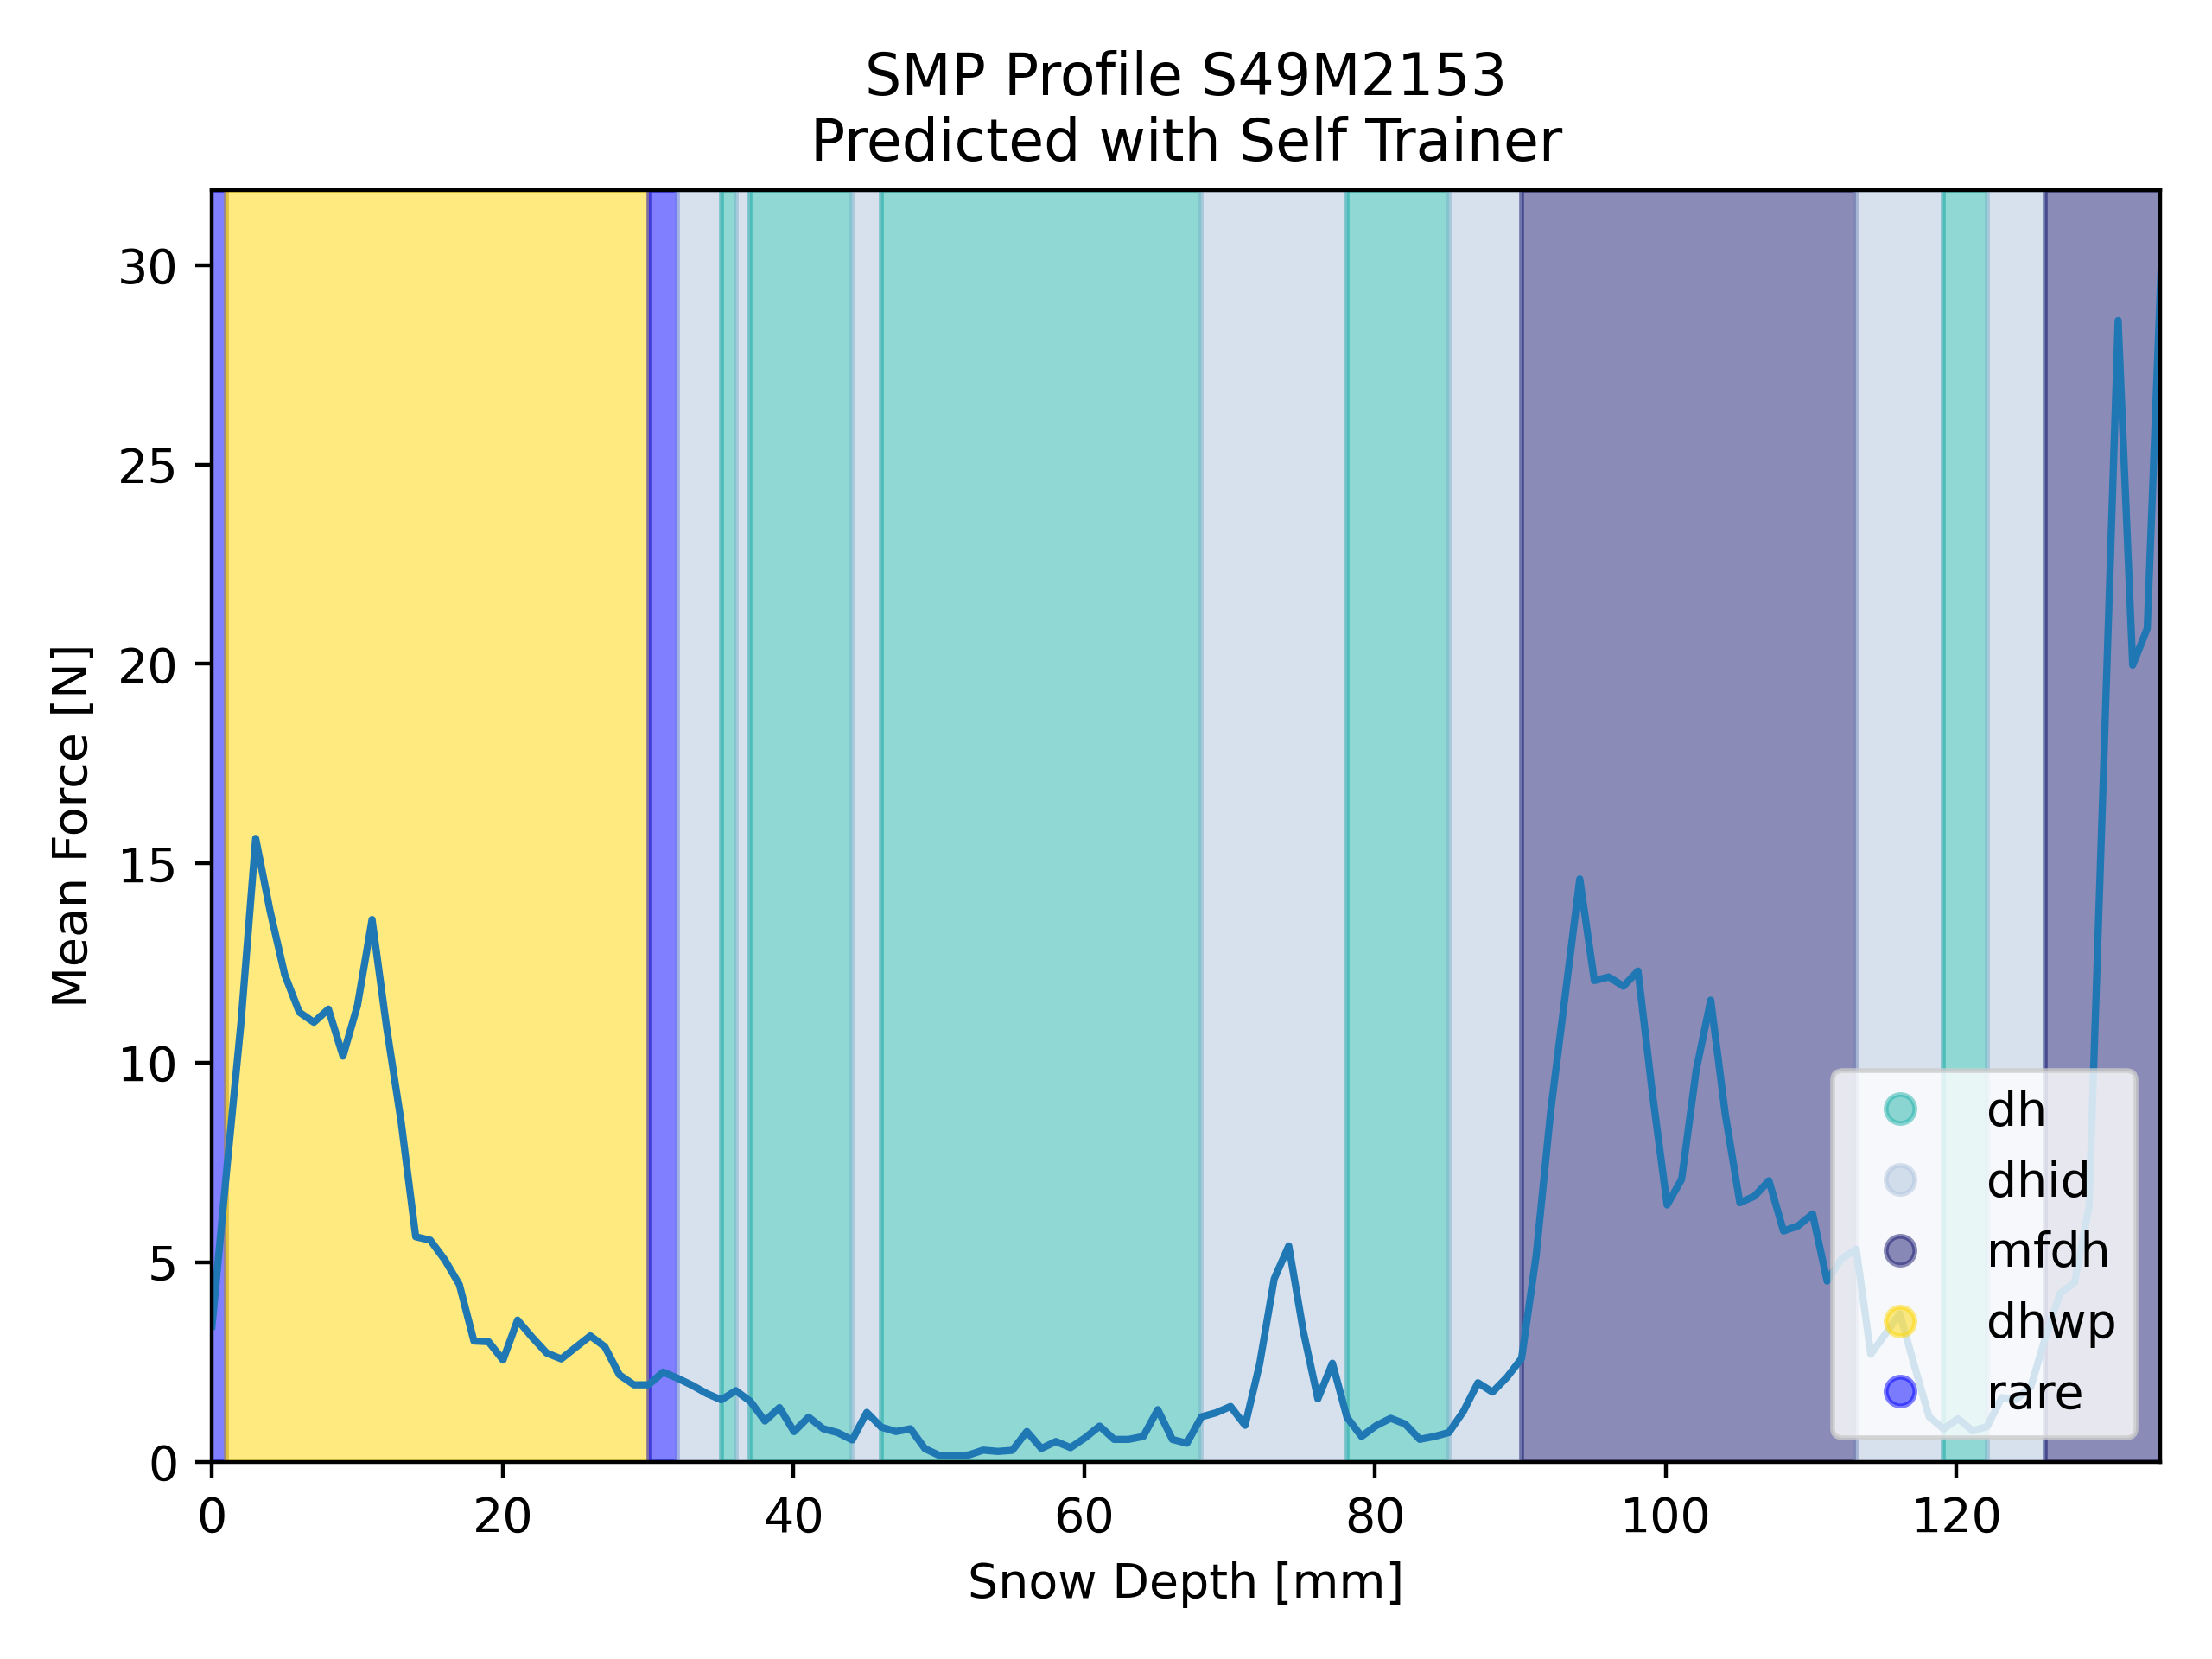 SMP Profile S49M2153
Predicted with Self Trainer
Mean Force [N]
30
25
20
15
10
5
0
0 20 40 60 80 100 120
Snow Depth [mm]
dh
dhid
mfdh
dhwp
rare